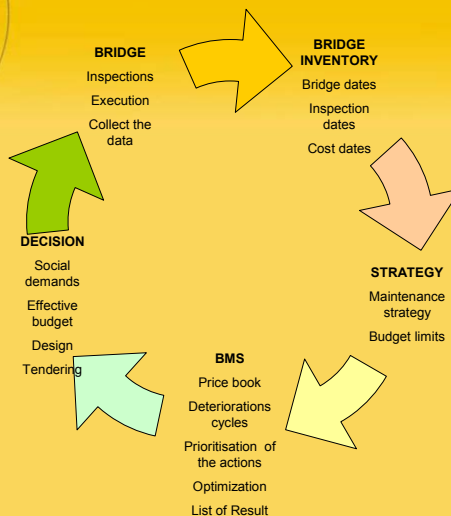 BRIDGE
Inspections
Execution
Collect the
data
BRIDGE
INVENTORY
Bridge dates
Inspection
dates
Cost dates
STRATEGY
Maintenance
strategy
Budget limits
BMS
Price book
Deteriorations
cycles
Prioritisation of
the actions
Optimization
List of Result
DECISION
Social
demands
Effective
budget
Design
Tendering